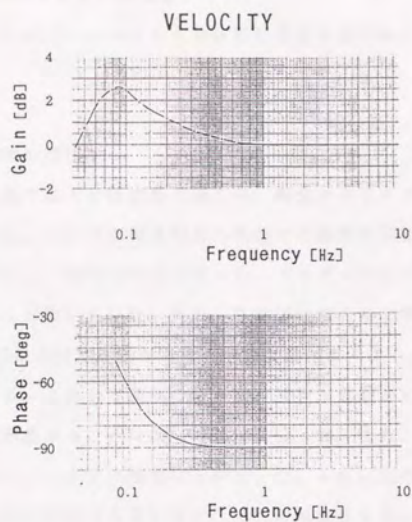 VELOCITY
Gain [dB]
4
2
0
-2
0.1 1 10
Frequency [Hz]
Phase [deg]
-30
-60
-90
0.1 1 10
Frequency [Hz]